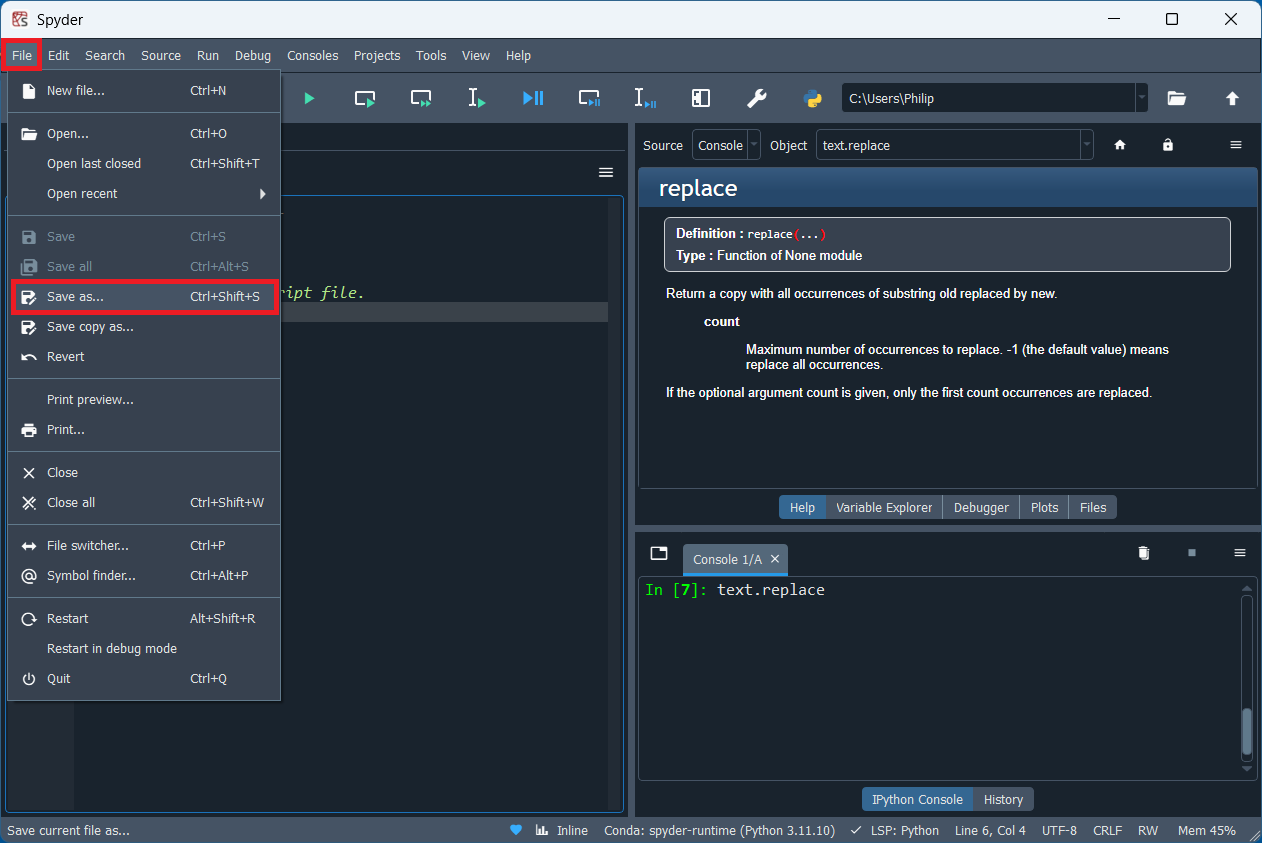 Spyder
File Edit Search Source Run Debug Consoles Projects Tools View Help
New file... Ctrl+N
Open... Ctrl+O
Open last closed Ctrl+Shift+T
Open recent
Save Ctrl+S
Save all Ctrl+Alt+S
Save as... Ctrl+Shift+S
Save copy as...
Revert
Print preview...
Print...
Close
Close all Ctrl+Shift+W
File switcher... Ctrl+P
Symbol finder... Ctrl+Alt+P
Restart Alt+Shift+R
Restart in debug mode
Quit Ctrl+Q
file.
C:\Users\Philip
Source Console Object text.replace
replace
Definition : replace(...)
Type : Function of None module
Return a copy with all occurrences of substring old replaced by new.
count
Maximum number of occurrences to replace. -1 (the default value) means
replace all occurrences.
If the optional argument count is given, only the first count occurrences are replaced.
Help Variable Explorer Debugger Plots Files
Console 1/A
In [7]: text.replace
IPython Console History
Save current file as... Inline Conda: spyder-runtime (Python 3.11.10) LSP: Python Line 6, Col 4 UTF-8 CRLF RW Mem 45%